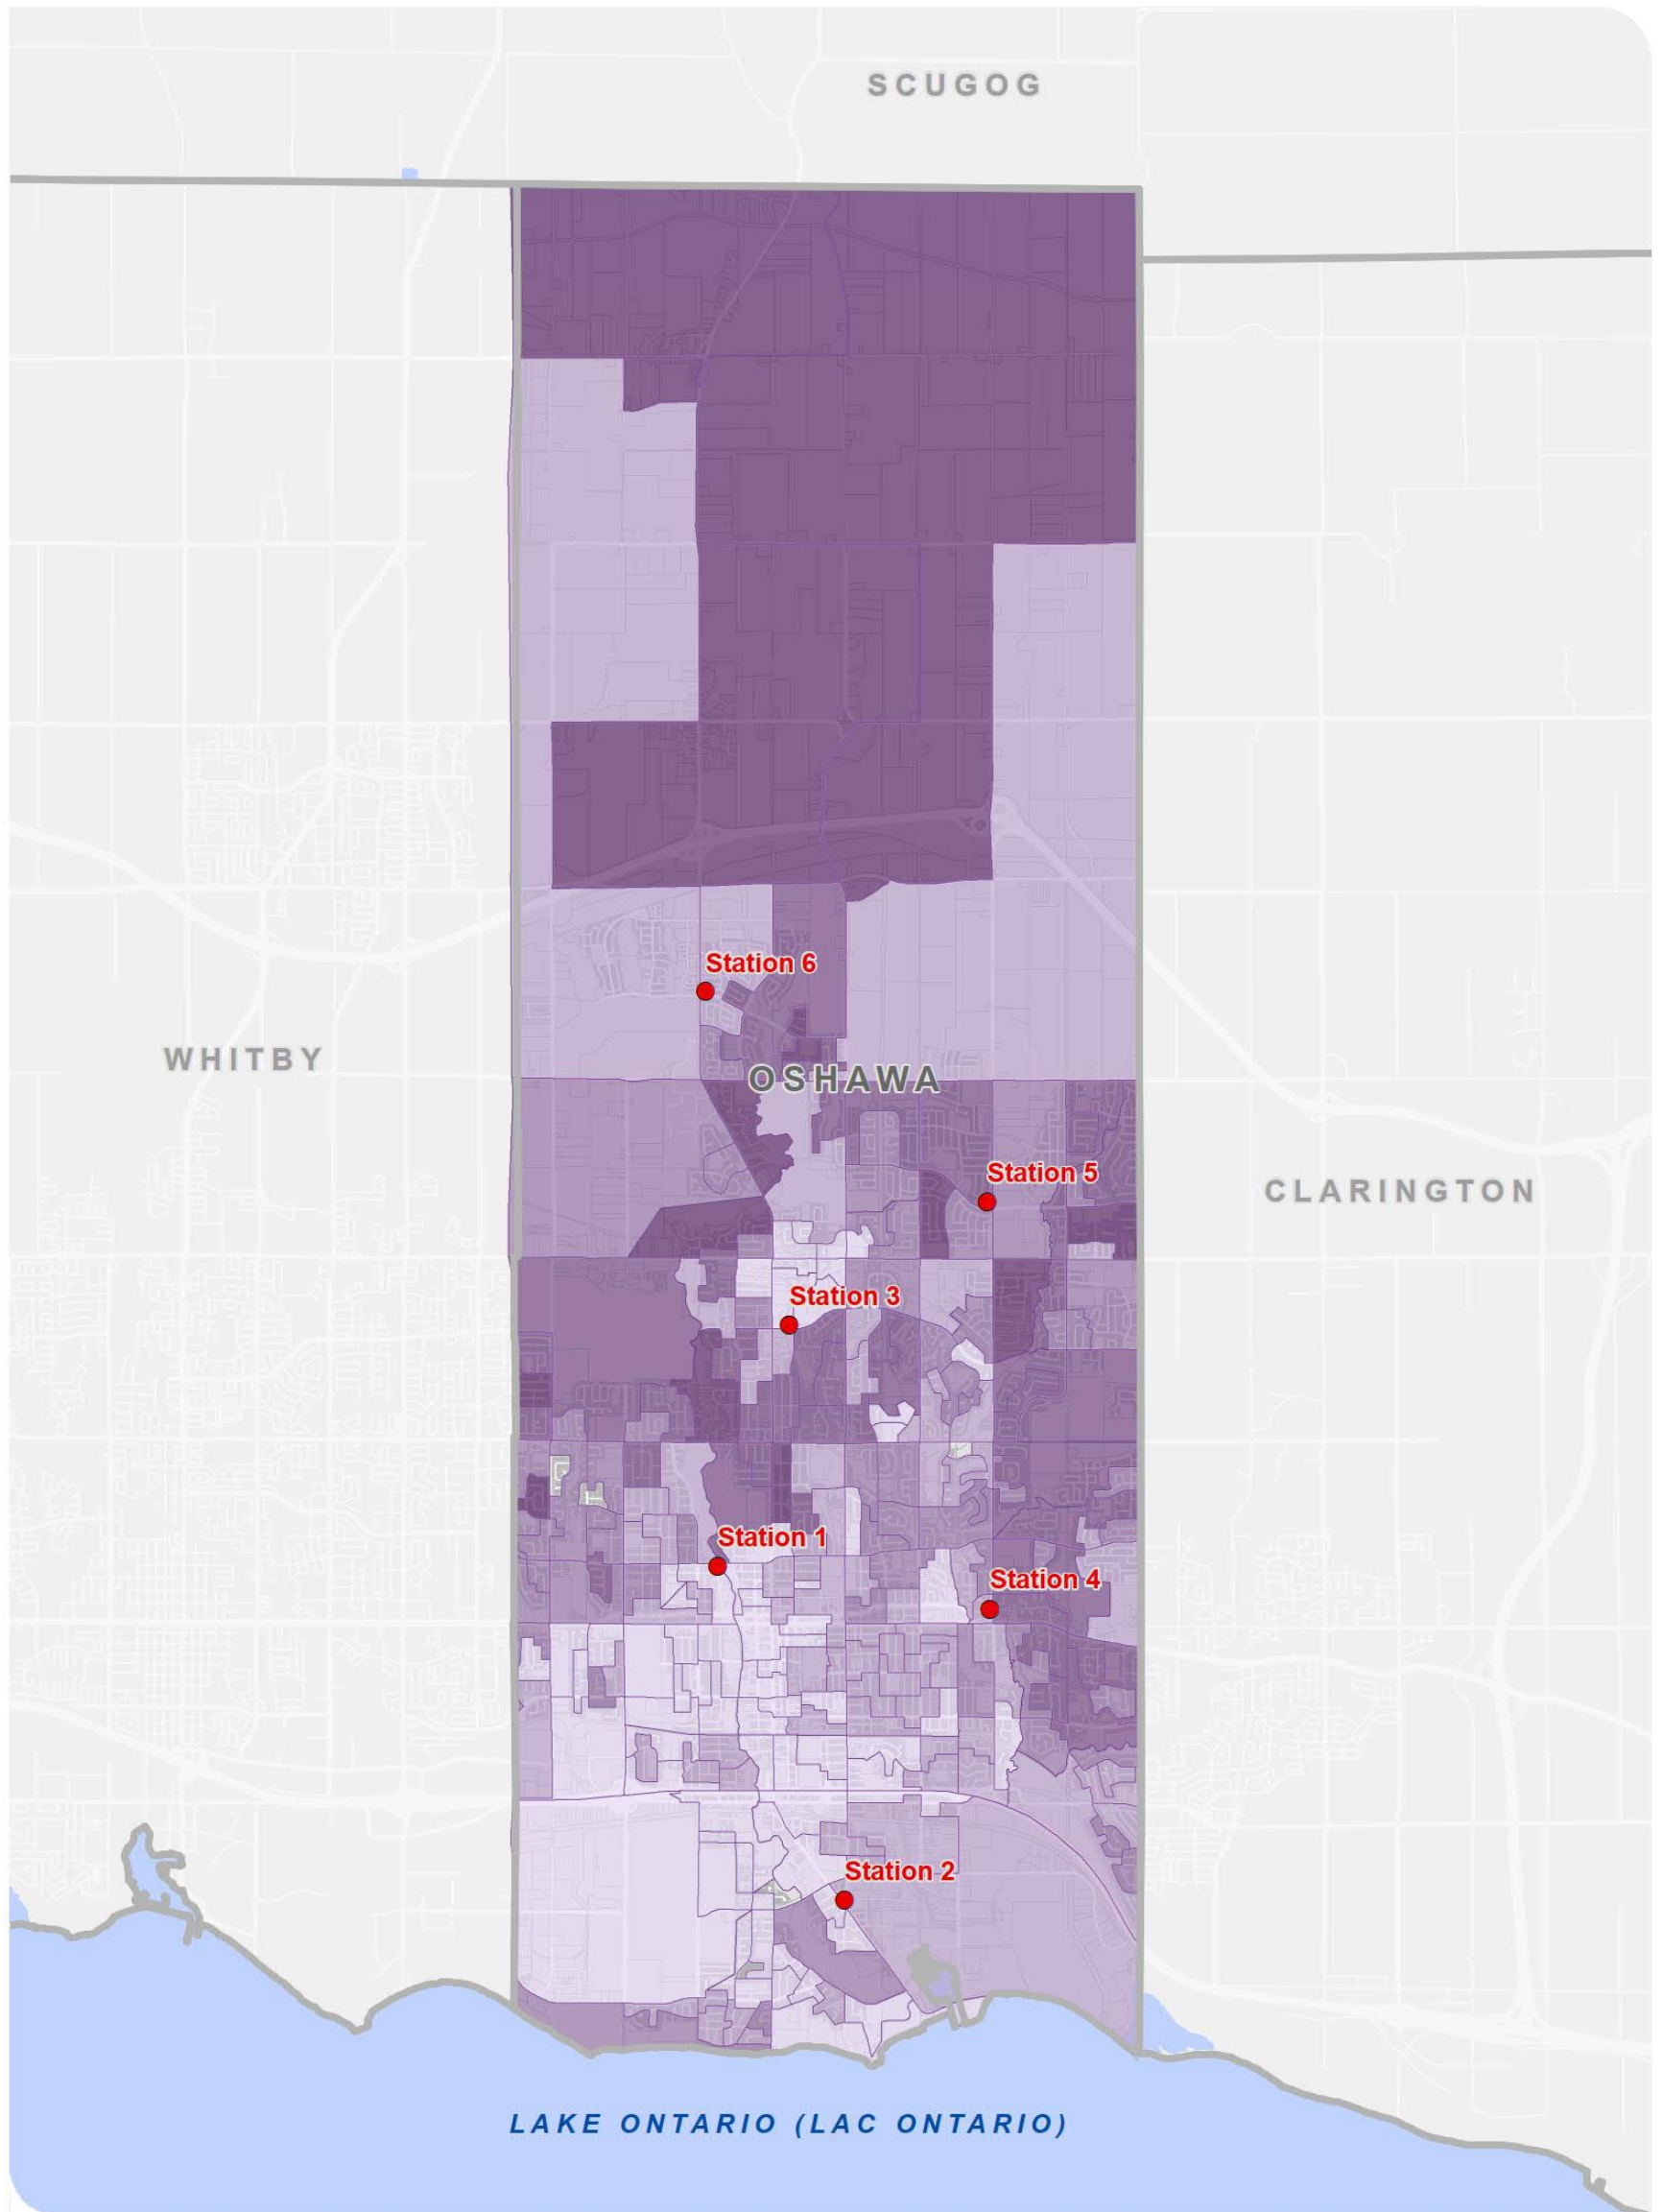 SCUGOG
Station 6
WHITBY
OSHAWA
Station 5
CLARINGTON
Station 3
Station 1
Station 4
Station 2
LAKE ONTARIO (LAC ONTARIO)